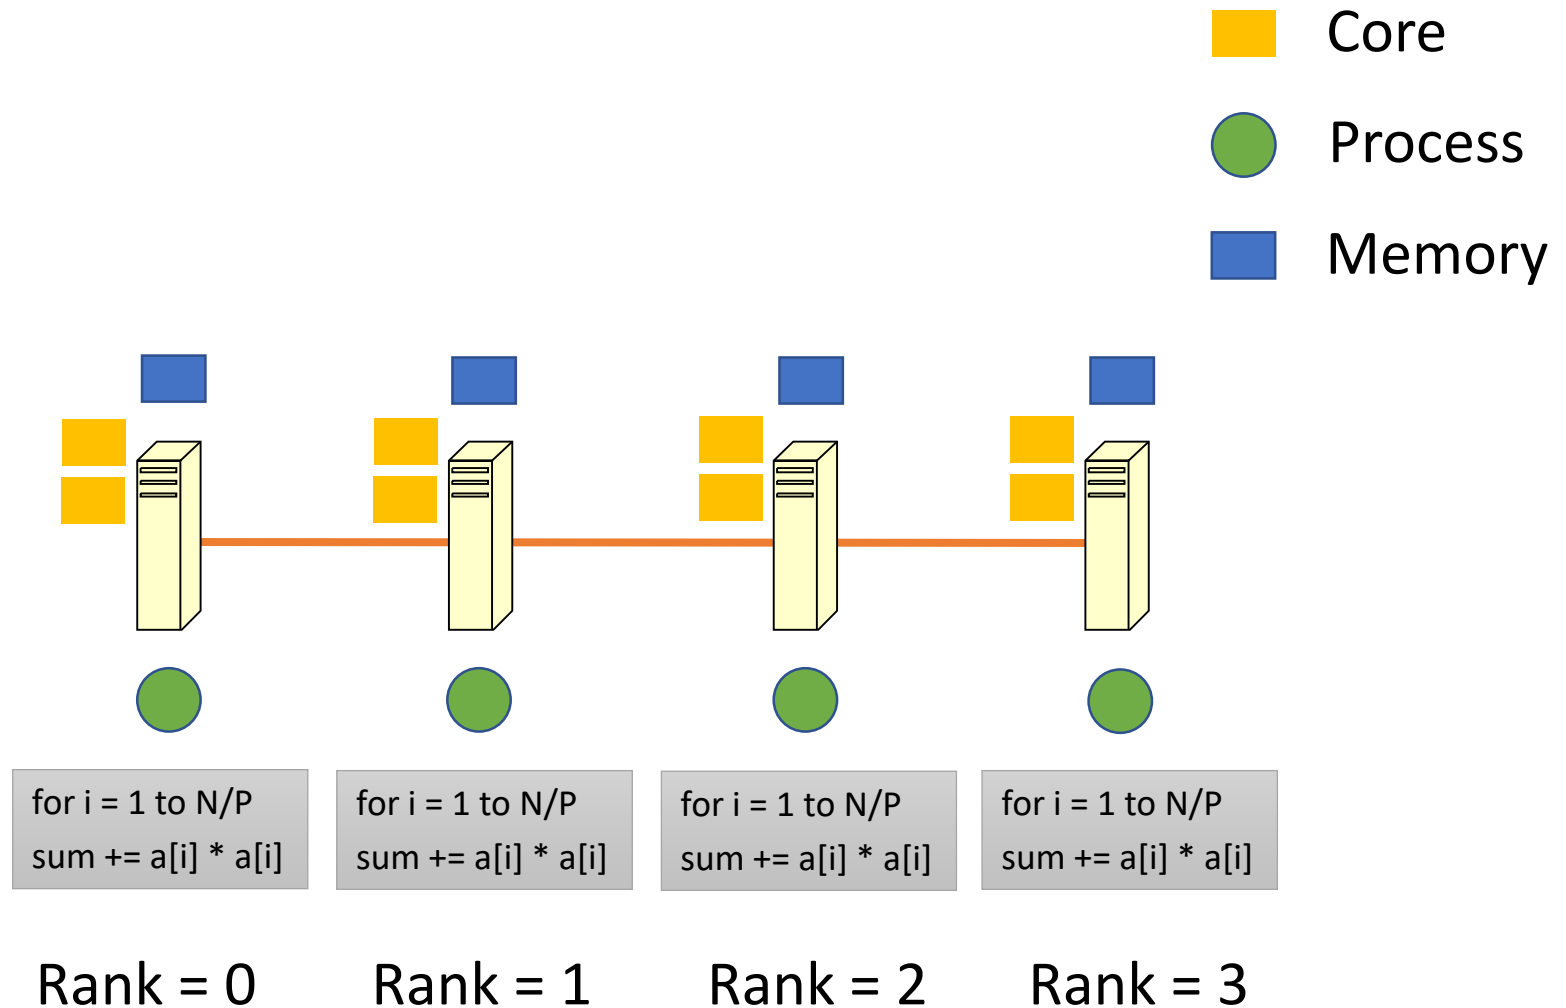 Core
Process
Memory
for i = 1 to N/P
sum += a[i] * a[i]
for i = 1 to N/P
sum += a[i] * a[i]
for i = 1 to N/P
sum += a[i] * a[i]
for i = 1 to N/P
sum += a[i] * a[i]
Rank = 0
Rank = 1
Rank = 2
Rank = 3